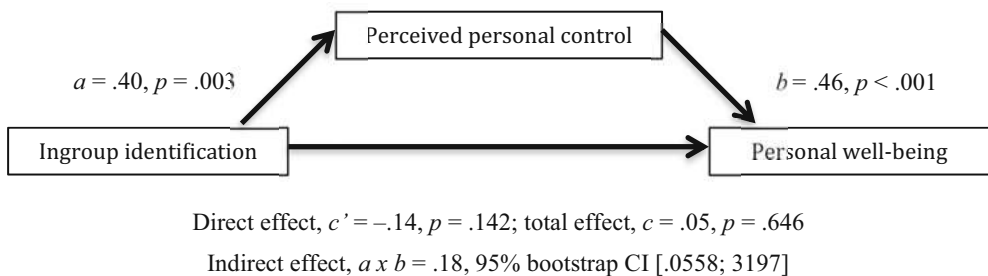 Perceived personal control
a = .40, p = .003
b = .46, p < .001
Ingroup identification
Personal well-being
Direct effect, c’ = –.14, p = .142; total effect, c = .05, p = .646
Indirect effect, a x b = .18, 95% bootstrap CI [.0558; 3197]